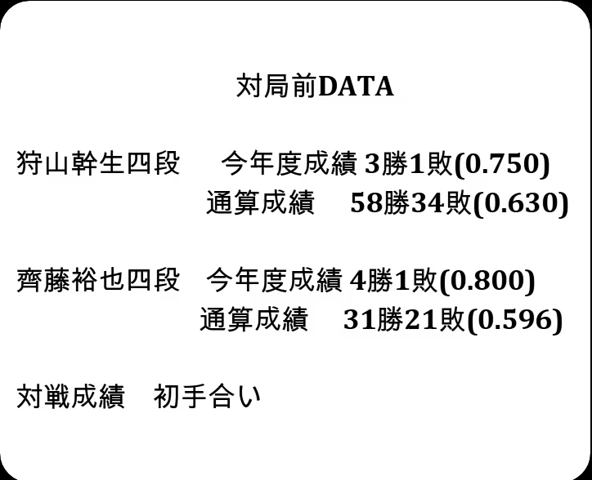 対局前DATA
狩山幹生四段 今年度成績 3勝1敗(0.750)
通算成績 58勝34敗(0.630)
齊藤裕也四段 今年度成績 4勝1敗(0.800)
通算成績 31勝21敗(0.596)
対戦成績 初手合い